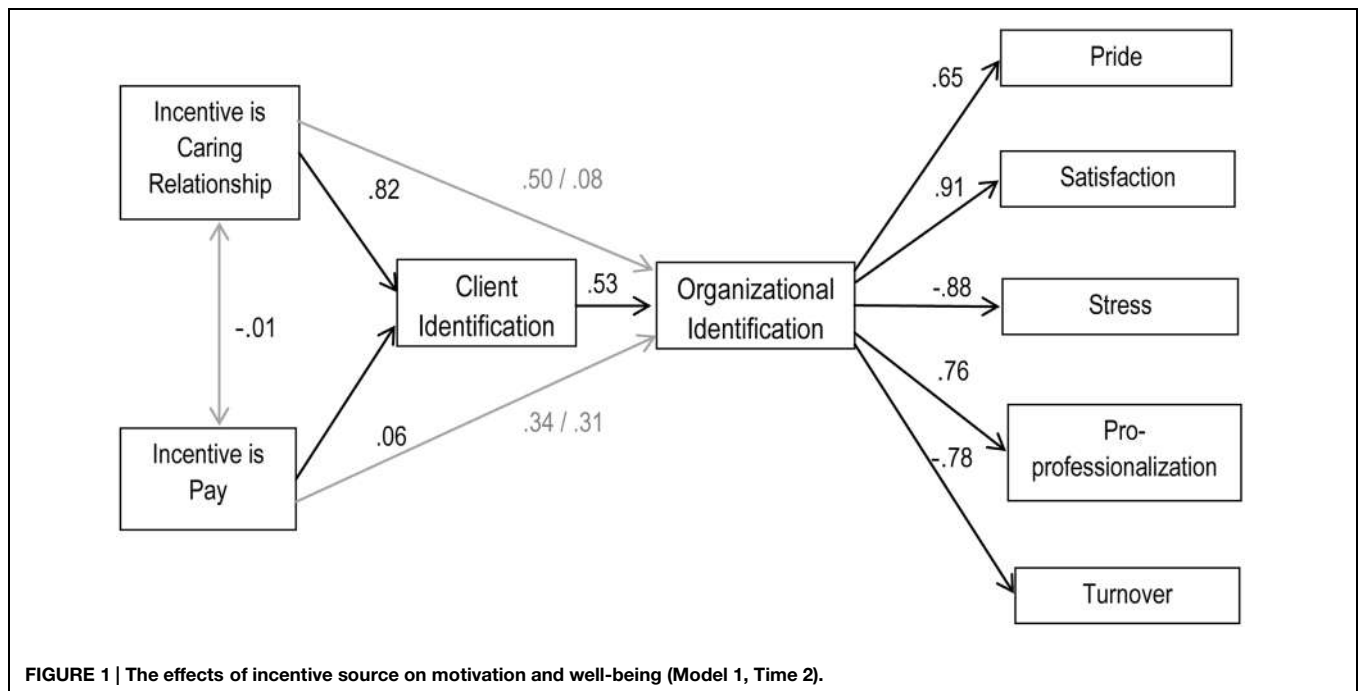 Incentive is
Caring
Relationship
Incentive is
Pay
-.01
.82
.06
.50 / .08
.34 / .31
Client
Identification
.53
Organizational
Identification
.65
.91
-.88
.76
-.78
Pride
Satisfaction
Stress
Pro-
professionalization
Turnover
FIGURE 1 | The effects of incentive source on motivation and well-being (Model 1, Time 2).